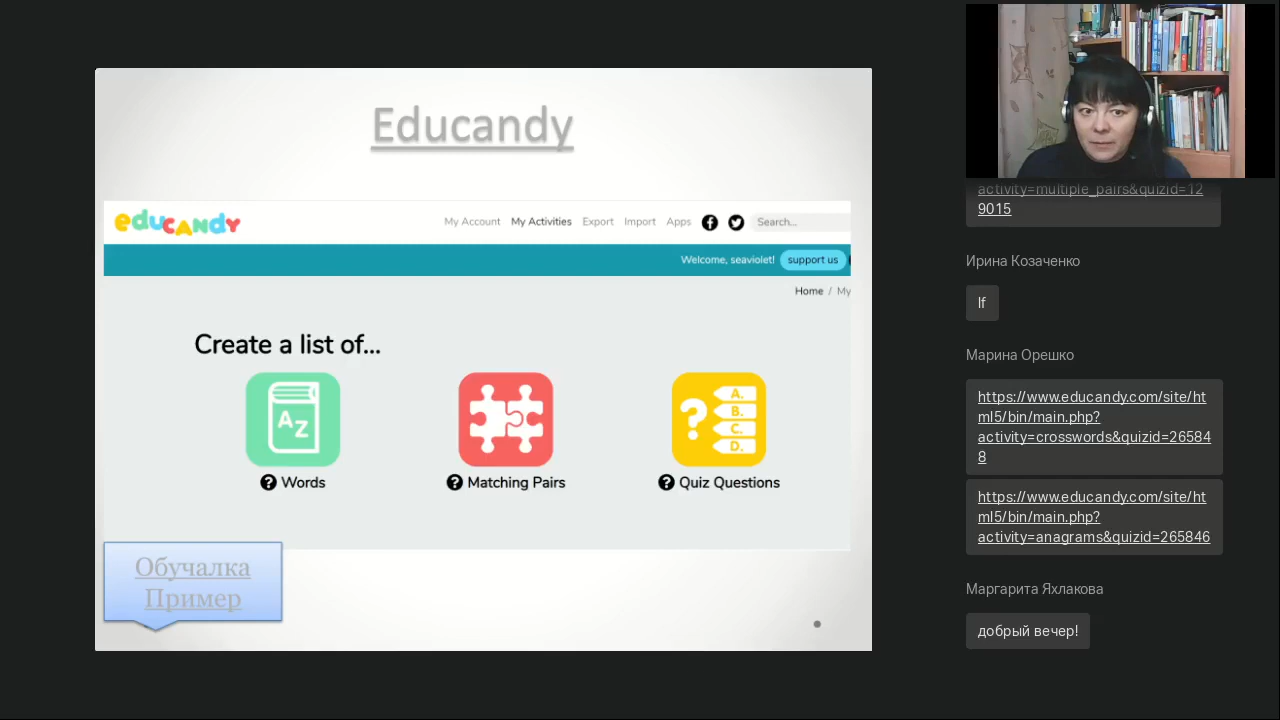 Educandy
educandy
My Account My Activities Export Import Apps Search...
Welcome, seaviolet! support us
Home / My
Create a list of...
A Z
A.
B.
C.
D.
Words
Matching Pairs
Quiz Questions
Обучалка
Пример
activity=multiple_pairs&quizid=12
9015
Ирина Козаченко
lf
Марина Орешко
https://www.educandy.com/site/ht
ml5/bin/main.php?
activity=crosswords&quizid=26584
8
https://www.educandy.com/site/ht
ml5/bin/main.php?
activity=anagrams&quizid=265846
Маргарита Яхлакова
добрый вечер!